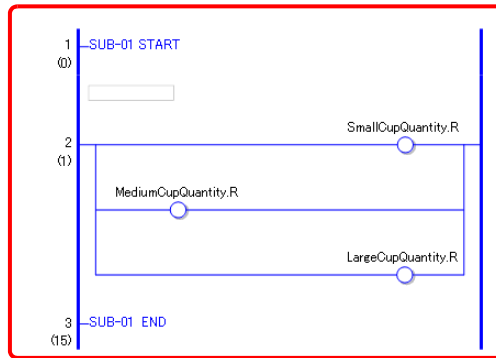 1 SUB-01 START
(0)
SmallCupQuantity.R
2
(1)
MediumCupQuantity.R
LargeCupQuantity.R
3 SUB-01 END
(15)